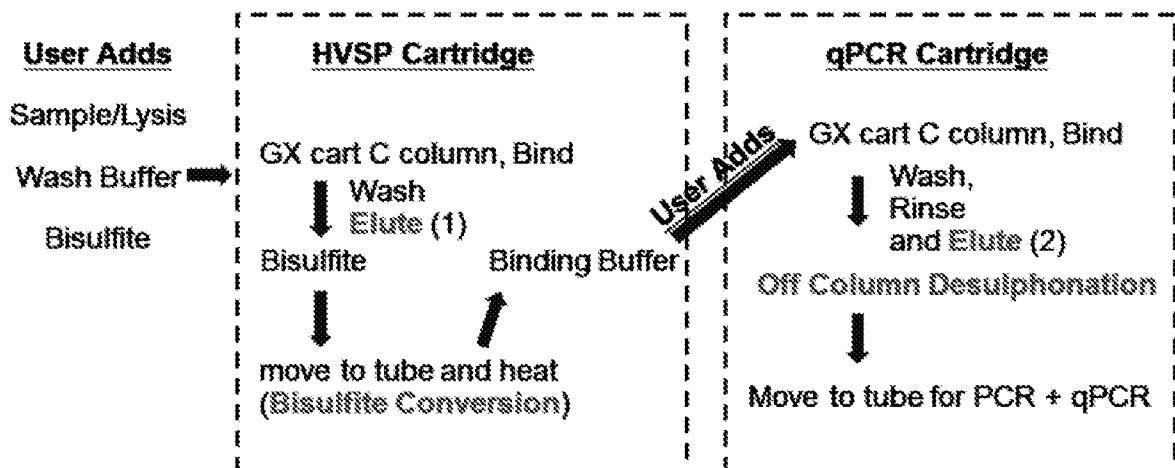 User Adds
Sample/Lysis
Wash Buffer
Bisulfite
HVSP Cartridge
GX cart C column, Bind
Wash
Elute (1)
Bisulfite
Binding Buffer
move to tube and heat
(Bisulfite Conversion)
User Adds
qPCR Cartridge
GX cart C column, Bind
Wash,
Rinse
and Elute (2)
Off Column Desulphonation
Move to tube for PCR + qPCR